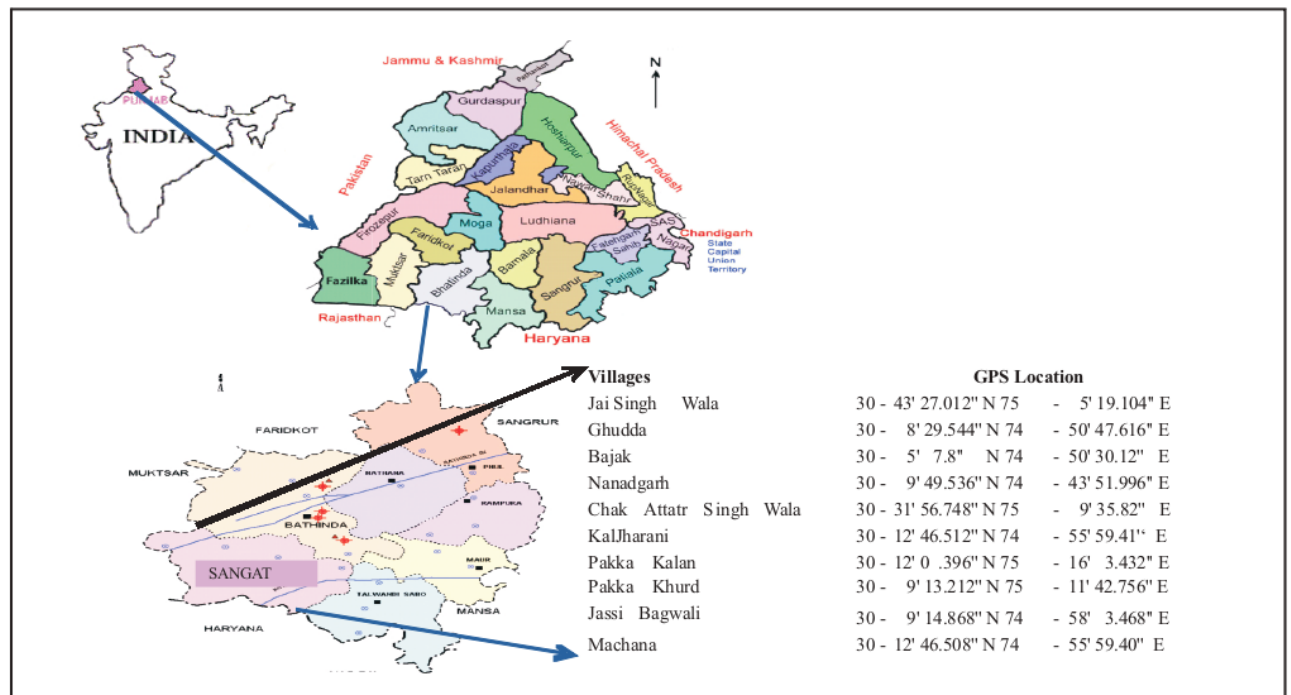 PUNJAB
INDIA
Jammu & Kashmir
N
Pathankot
Gurdaspur
Amritsar
Hoshiarpur
Himachal Pradesh
Pakistan
Kapurthala
Tarn Taran
Jalandhar
Nawan Shahr
RupNagar
Firozepur
Moga
Ludhiana
SAS
Nagar
Chandigarh
State
Capital
Union
Territory
Faridkot
Fatehgarh
Sahib
Barnala
Fazilka
Muktsar
Bhatinda
Sangrur
Patiala
Mansa
Rajasthan
Haryana
FARIDKOT
SANGRUR
MUKTSAR
BATHANA
RAMPURA
BATHINDA
MAUR
SANGAT
TALWANDI SABO
MANSA
HARYANA
Villages GPS Location
Jai Singh Wala 30 - 43' 27.012" N 75 - 5' 19.104" E
Ghudda 30 - 8' 29.544" N 74 - 50' 47.616" E
Bajak 30 - 5' 7.8" N 74 - 50' 30.12" E
Nanadgarh 30 - 9' 49.536" N 74 - 43' 51.996" E
Chak Attatr Singh Wala 30 - 31' 56.748" N 75 - 9' 35.82" E
KalJharani 30 - 12' 46.512" N 74 - 55' 59.41" E
Pakka Kalan 30 - 12' 0 .396" N 75 - 16' 3.432" E
Pakka Khurd 30 - 9' 13.212" N 75 - 11' 42.756" E
Jassi Bagwali 30 - 9' 14.868" N 74 - 58' 3.468" E
Machana 30 - 12' 46.508" N 74 - 55' 59.40" E